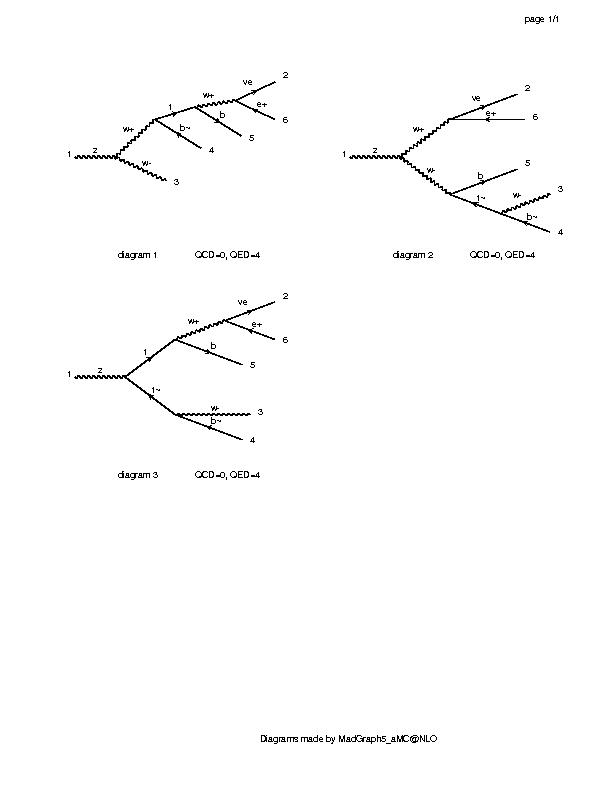 page 1/1
ve
2
w+
t
e+
6
w+
b
5
b~
4
1
z
w-
3
diagram 1 QCD=0, QED=4
ve
2
e+
6
w+
1
z
5
b
w-
w-
3
t~
b~
4
diagram 2 QCD=0, QED=4
ve
2
w+
e+
6
t
b
5
1
z
t~
w-
3
b~
4
diagram 3 QCD=0, QED=4
Diagrams made by MadGraph5_aMC@NLO